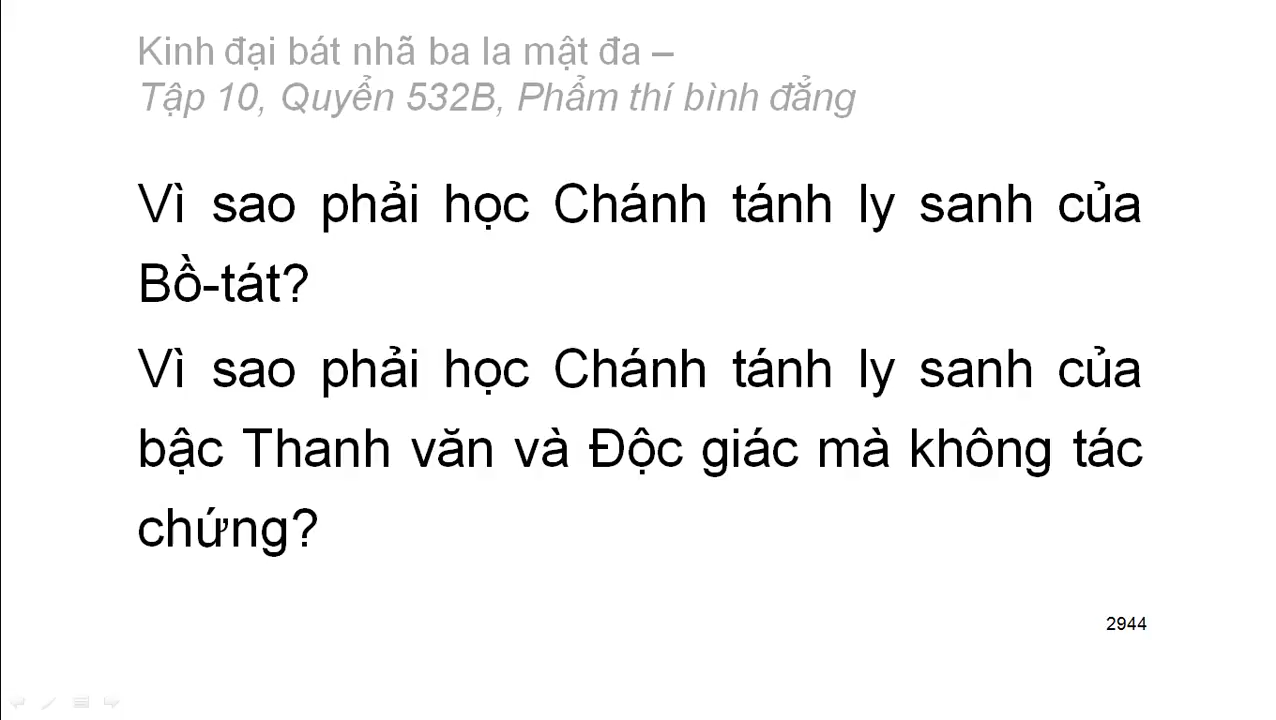 Kinh đại bát nhã ba la mật đa –
Tập 10, Quyển 532B, Phẩm thí bình đẳng
Vì sao phải học Chánh tánh ly sanh của
Bồ-tát?
Vì sao phải học Chánh tánh ly sanh của
bậc Thanh văn và Độc giác mà không tác
chứng?
2944